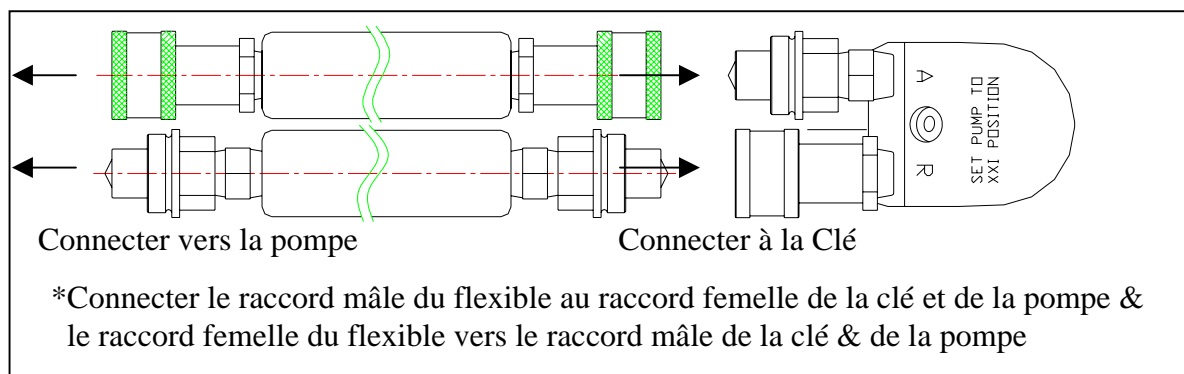 A
R
SET PUMP TO
XXI POSITION
Connecter vers la pompe
Connecter à la Clé
*Connecter le raccord mâle du flexible au raccord femelle de la clé et de la pompe &
le raccord femelle du flexible vers le raccord mâle de la clé & de la pompe